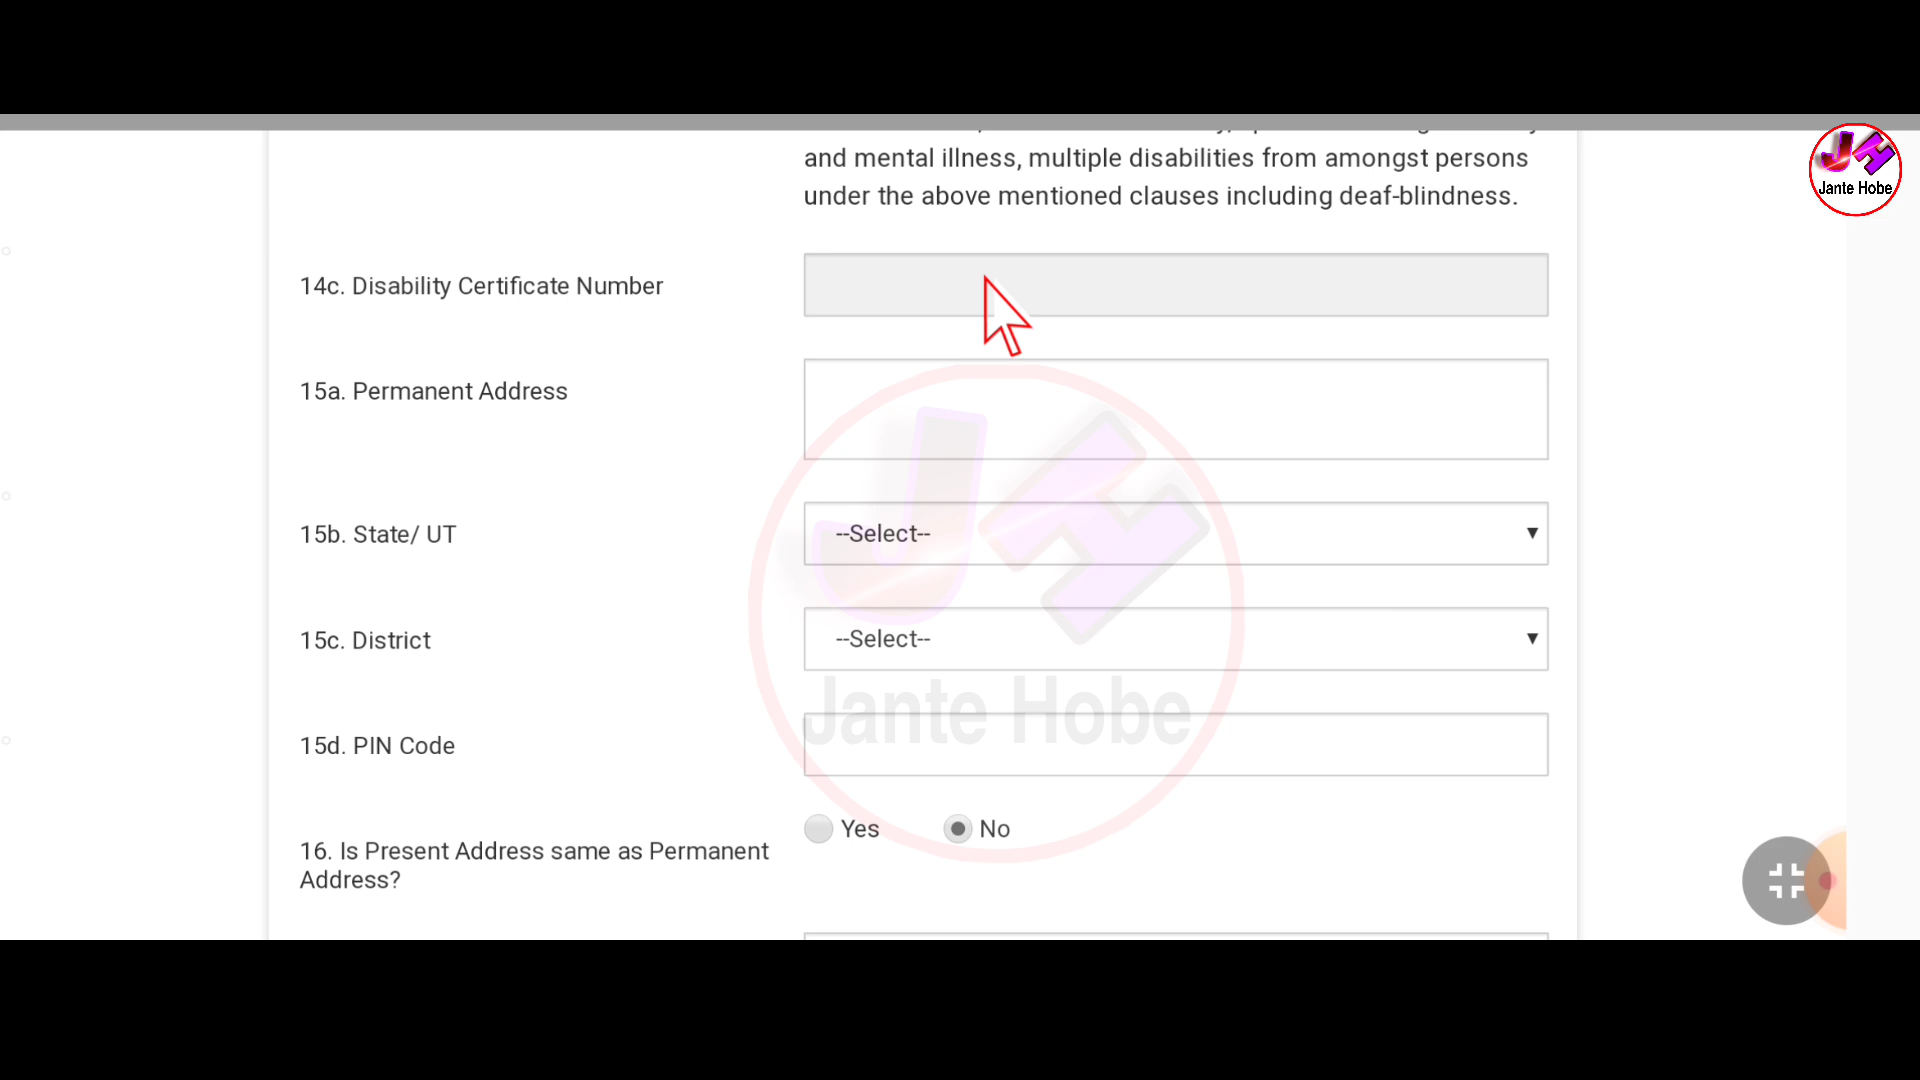 and mental illness, multiple disabilities from amongst persons
under the above mentioned clauses including deaf-blindness.
JH
Jante Hobe
14c. Disability Certificate Number
15a. Permanent Address
15b. State/ UT
--Select--
15c. District
--Select--
JH
Jante Hobe
15d. PIN Code
Yes
No
16. Is Present Address same as Permanent
Address?